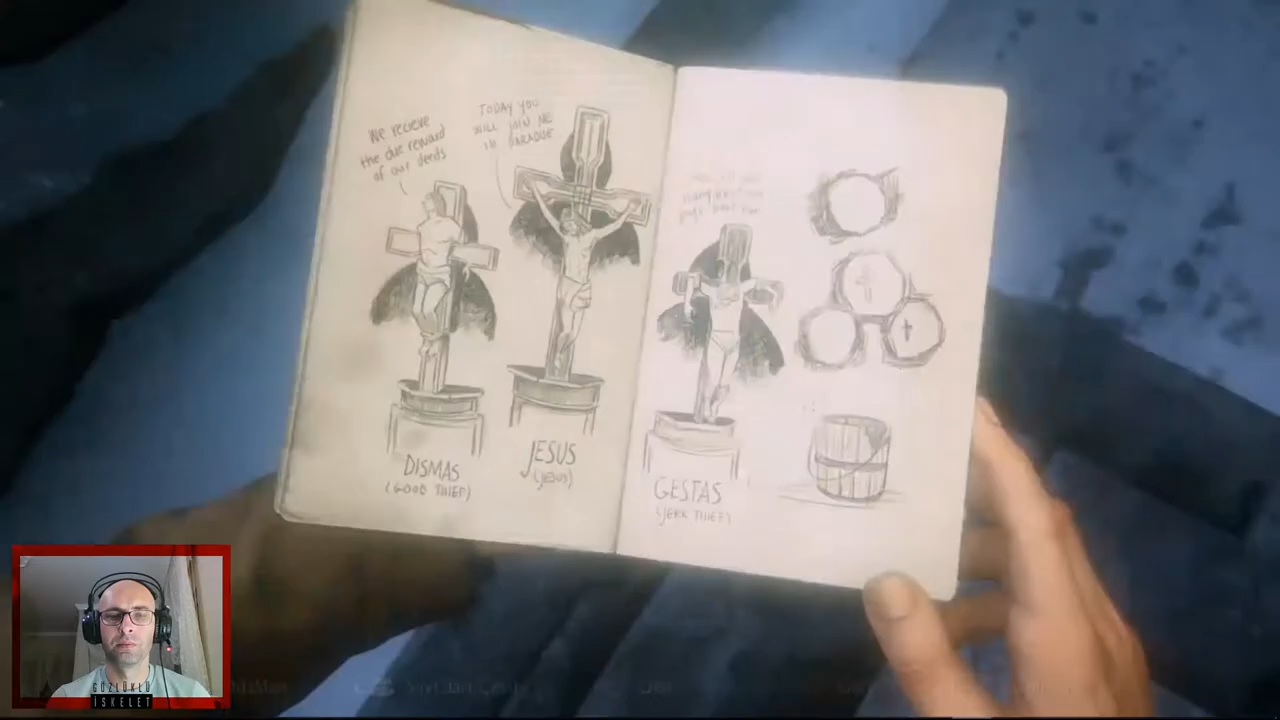 We recieve
the due reward
of our deeds
TODAY YOU
WILL JOIN ME
IN PARADISE
DISMAS
(GOOD THIEF)
JESUS
(JESUS)
GESTAS
(JERK THIEF)
GÖZLÜKLÜ
İSKELET